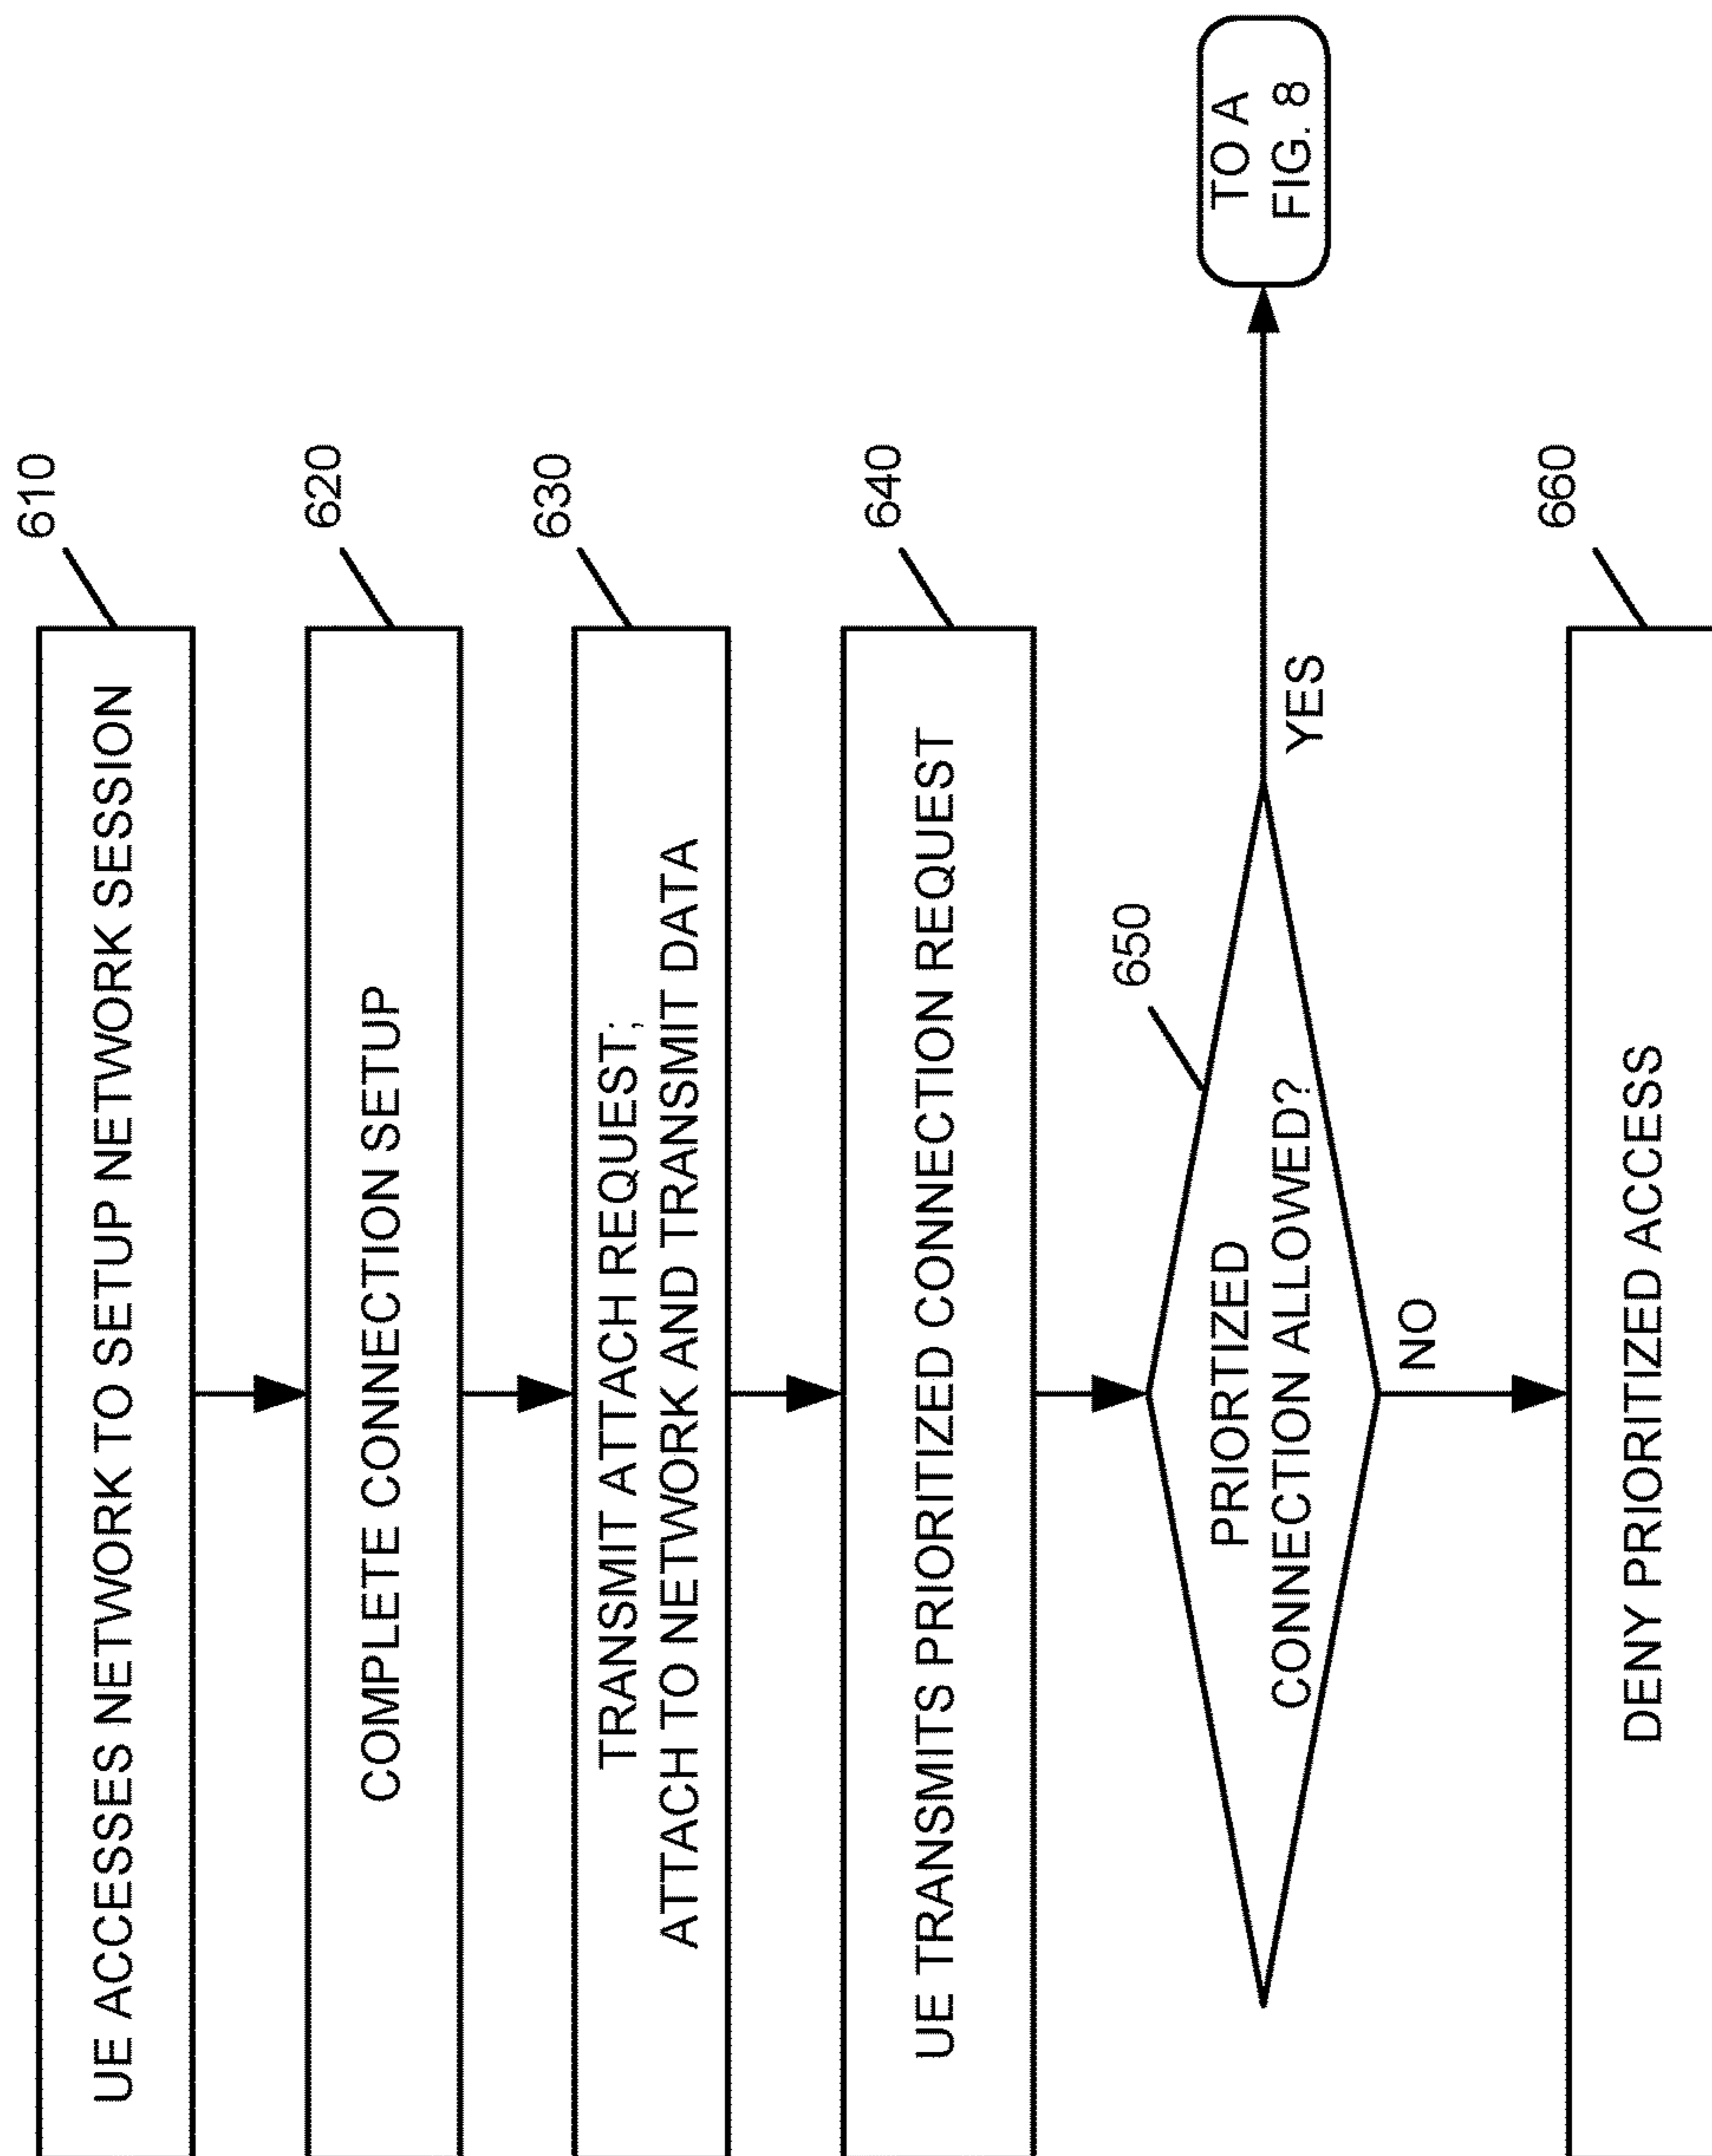 610
UE ACCESSES NETWORK TO SETUP NETWORK SESSION
620
COMPLETE CONNECTION SETUP
630
TRANSMIT ATTACH REQUEST;
ATTACH TO NETWORK AND TRANSMIT DATA
640
UE TRANSMITS PRIORITIZED CONNECTION REQUEST
650
PRIORTIZED
CONNECTION ALLOWED?
YES
TO A
FIG. 8
NO
660
DENY PRIORITIZED ACCESS